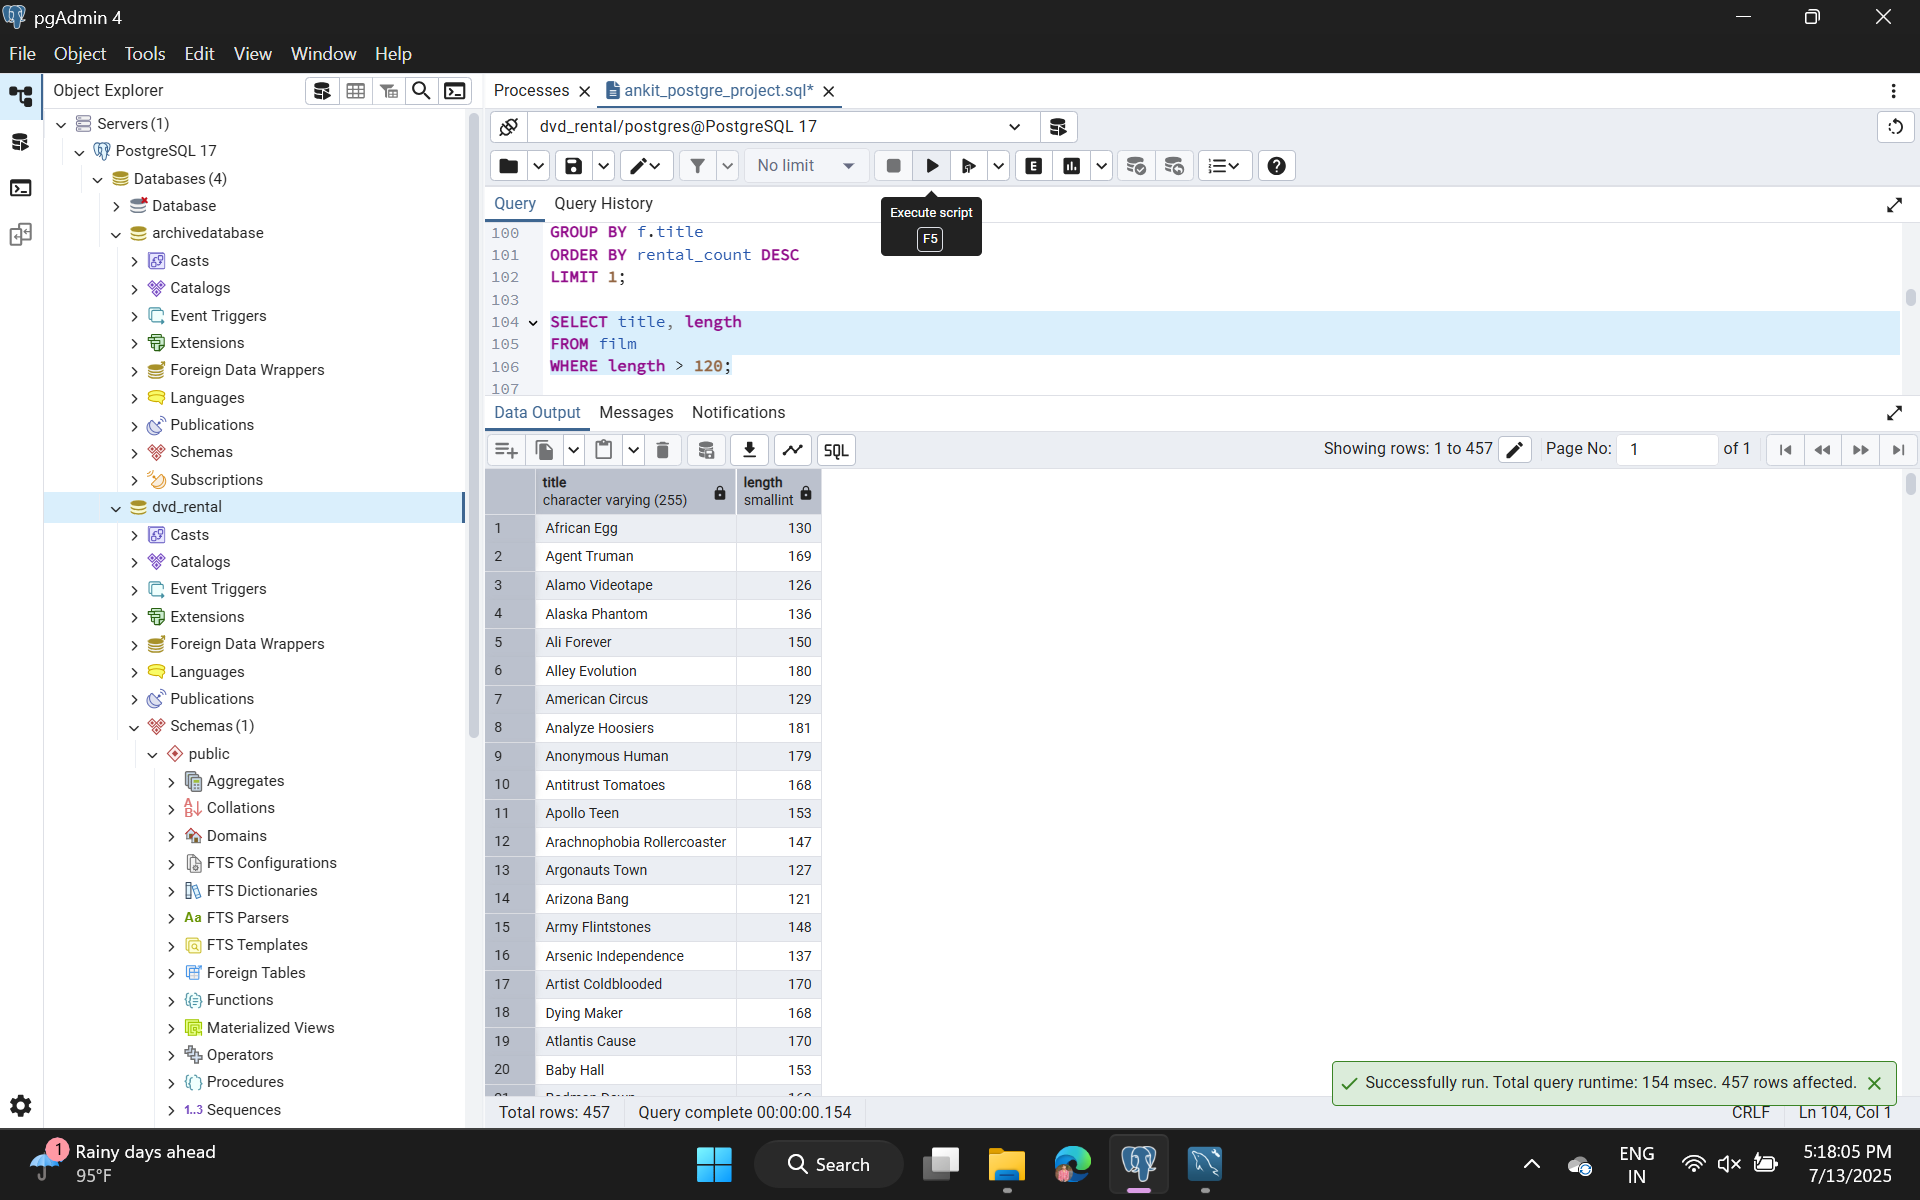 pgAdmin 4
File Object Tools Edit View Window Help
Object Explorer
Servers (1)
PostgreSQL 17
Databases (4)
Database
archivedatabase
Casts
Catalogs
Event Triggers
Extensions
Foreign Data Wrappers
Languages
Publications
Schemas
Subscriptions
dvd_rental
Casts
Catalogs
Event Triggers
Extensions
Foreign Data Wrappers
Languages
Publications
Schemas (1)
public
Aggregates
Collations
Domains
FTS Configurations
FTS Dictionaries
Aa FTS Parsers
FTS Templates
Foreign Tables
Functions
Materialized Views
Operators
Procedures
1..3 Sequences
Processes ankit_postgre_project.sql*
dvd_rental/postgres@PostgreSQL 17
No limit
E
Execute script
F5
Query Query History
100 GROUP BY f.title
101 ORDER BY rental_count DESC
102 LIMIT 1;
103
104 SELECT title, length
105 FROM film
106 WHERE length > 120;
107
Data Output Messages Notifications
SQL
Showing rows: 1 to 457 Page No: 1 of 1
title length
character varying (255) smallint
1 African Egg 130
2 Agent Truman 169
3 Alamo Videotape 126
4 Alaska Phantom 136
5 Ali Forever 150
6 Alley Evolution 180
7 American Circus 129
8 Analyze Hoosiers 181
9 Anonymous Human 179
10 Antitrust Tomatoes 168
11 Apollo Teen 153
12 Arachnophobia Rollercoaster 147
13 Argonauts Town 127
14 Arizona Bang 121
15 Army Flintstones 148
16 Arsenic Independence 137
17 Artist Coldblooded 170
18 Dying Maker 168
19 Atlantis Cause 170
20 Baby Hall 153
Successfully run. Total query runtime: 154 msec. 457 rows affected.
Total rows: 457 Query complete 00:00:00.154 CRLF Ln 104, Col 1
1 Rainy days ahead
95°F
Search
ENG
IN
5:18:05 PM
7/13/2025